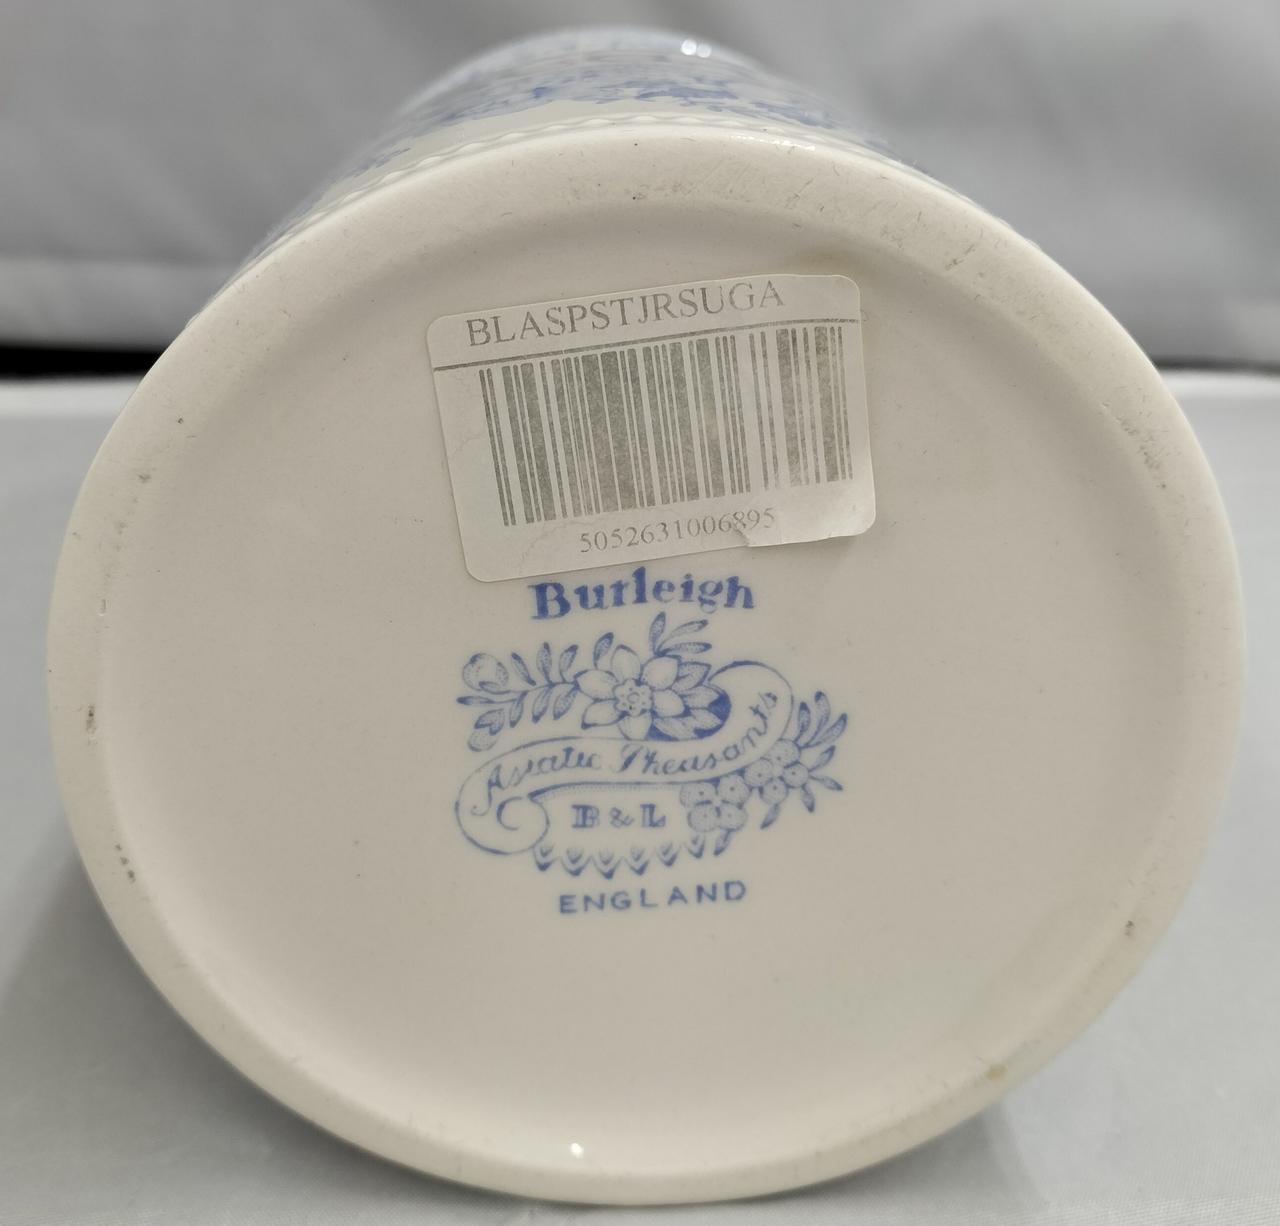 BLASPSTJRSUGA
5052631006895
Burleigh
Asiatic Pheasants
B & L
ENGLAND